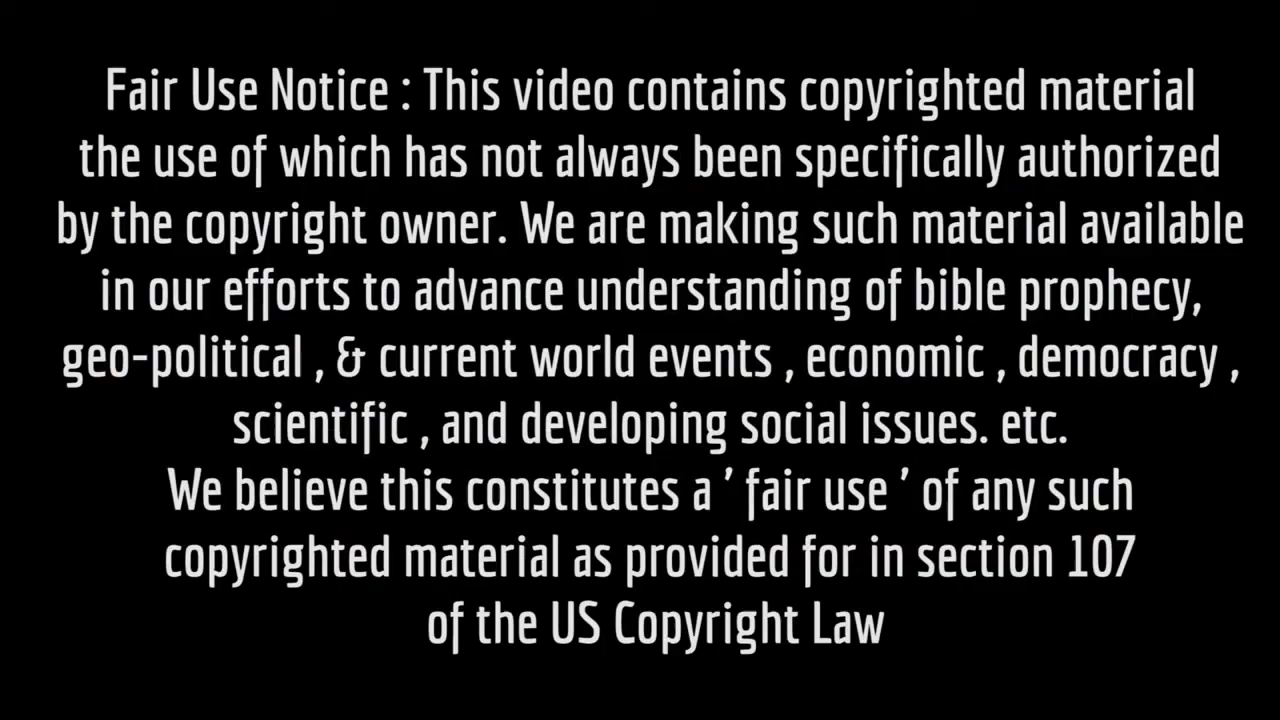 Fair Use Notice : This video contains copyrighted material
the use of which has not always been specifically authorized
by the copyright owner. We are making such material available
in our efforts to advance understanding of bible prophecy,
geo-political , & current world events , economic , democracy ,
scientific , and developing social issues. etc.
We believe this constitutes a ’ fair use ’ of any such
copyrighted material as provided for in section 107
of the US Copyright Law